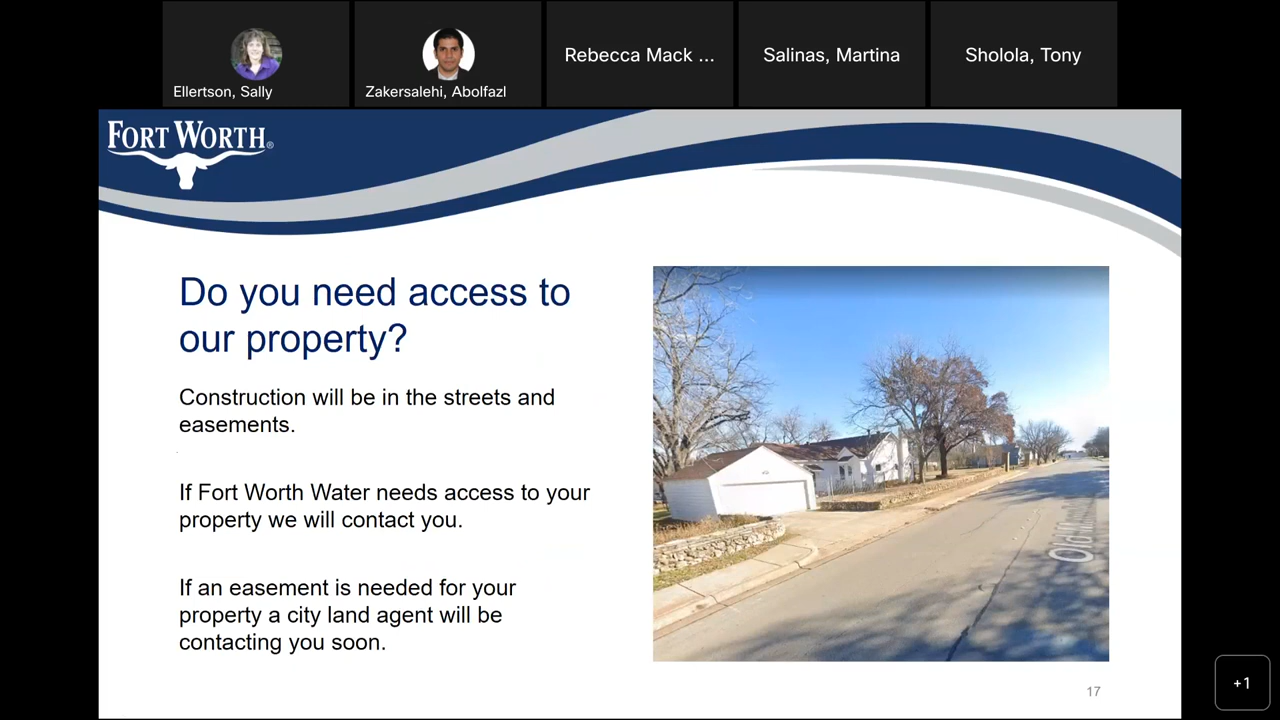 Ellertson, Sally
Zakersalehi, Abolfazl
Rebecca Mack ...
Salinas, Martina
Sholola, Tony
FORT WORTH®
Do you need access to
our property?
Construction will be in the streets and
easements.
If Fort Worth Water needs access to your
property we will contact you.
If an easement is needed for your
property a city land agent will be
contacting you soon.
Old
17
+1